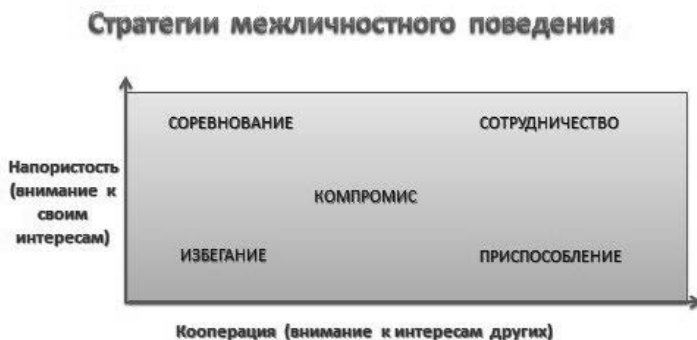 Стратегии межличностного поведения
СОРЕВНОВАНИЕ
СОТРУДНИЧЕСТВО
Напористость
(внимание к
своим
интересам)
КОМПРОМИС
ИЗБЕГАНИЕ
ПРИСПОСОБЛЕНИЕ
Кооперация (внимание к интересам других)